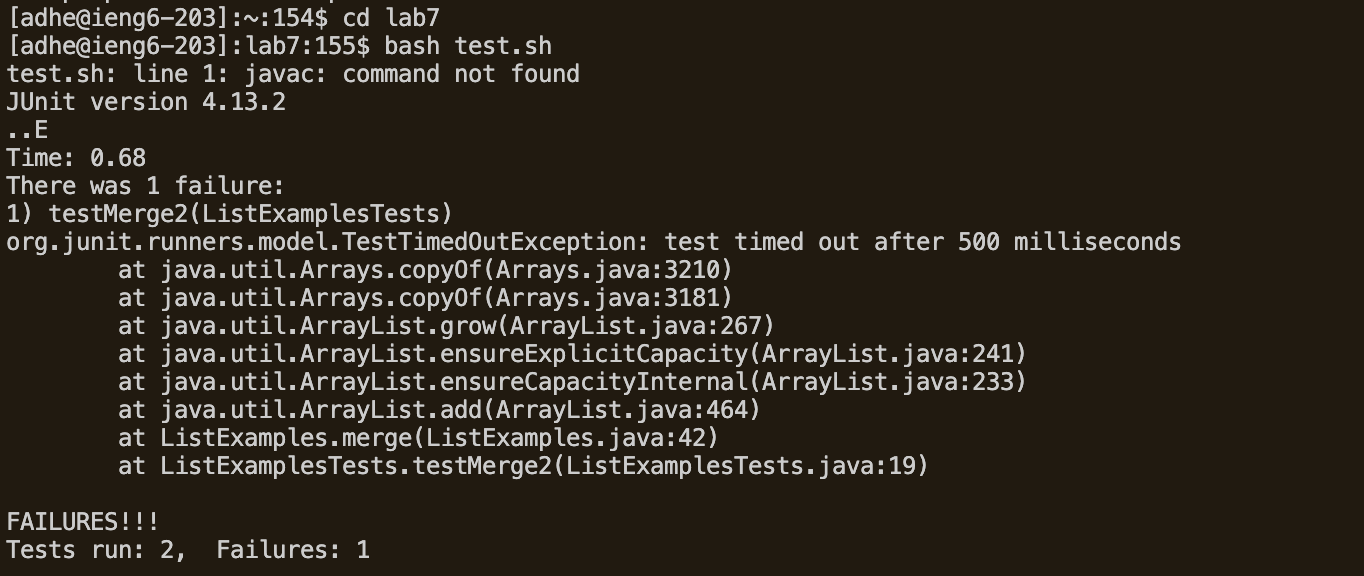 [adhe@ieng6-203]:~:154$ cd lab7
[adhe@ieng6-203]:lab7:155$ bash test.sh
test.sh: line 1: javac: command not found
JUnit version 4.13.2
..E
Time: 0.68
There was 1 failure:
1) testMerge2(ListExamplesTests)
org.junit.runners.model.TestTimedOutException: test timed out after 500 milliseconds
        at java.util.Arrays.copyOf(Arrays.java:3210)
        at java.util.Arrays.copyOf(Arrays.java:3181)
        at java.util.ArrayList.grow(ArrayList.java:267)
        at java.util.ArrayList.ensureExplicitCapacity(ArrayList.java:241)
        at java.util.ArrayList.ensureCapacityInternal(ArrayList.java:233)
        at java.util.ArrayList.add(ArrayList.java:464)
        at ListExamples.merge(ListExamples.java:42)
        at ListExamplesTests.testMerge2(ListExamplesTests.java:19)

FAILURES!!!
Tests run: 2,  Failures: 1